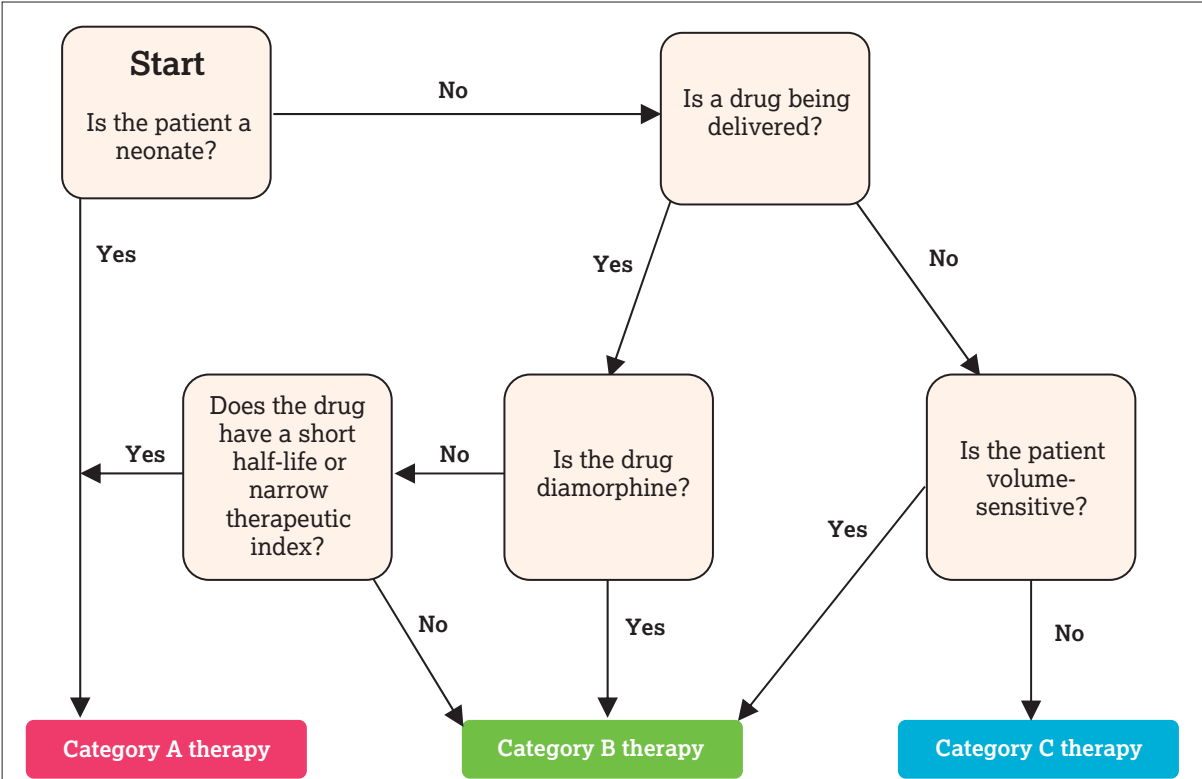 Start
Is the patient a
neonate?
No
Is a drug being
delivered?
Yes
Yes
No
Does the drug
have a short
half-life or
narrow
therapeutic
index?
Yes
No
Is the drug
diamorphine?
Is the patient
volume-
sensitive?
Yes
No
Yes
No
Category A therapy
Category B therapy
Category C therapy